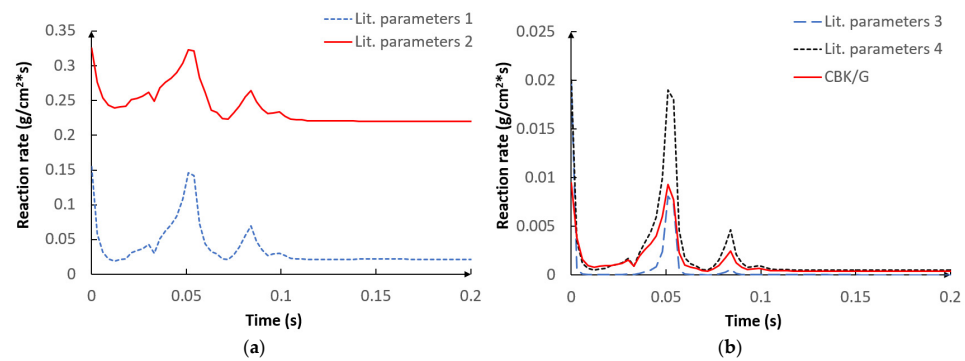 Lit. parameters 1
Lit. parameters 2
Reaction rate (g/cm²*s)
0.35
0.3
0.25
0.2
0.15
0.1
0.05
0
0 0.05 0.1 0.15 0.2
Time (s)
(a)
Lit. parameters 3
Lit. parameters 4
CBK/G
Reaction rate (g/cm²*s)
0.025
0.02
0.015
0.01
0.005
0
0 0.05 0.1 0.15 0.2
Time (s)
(b)